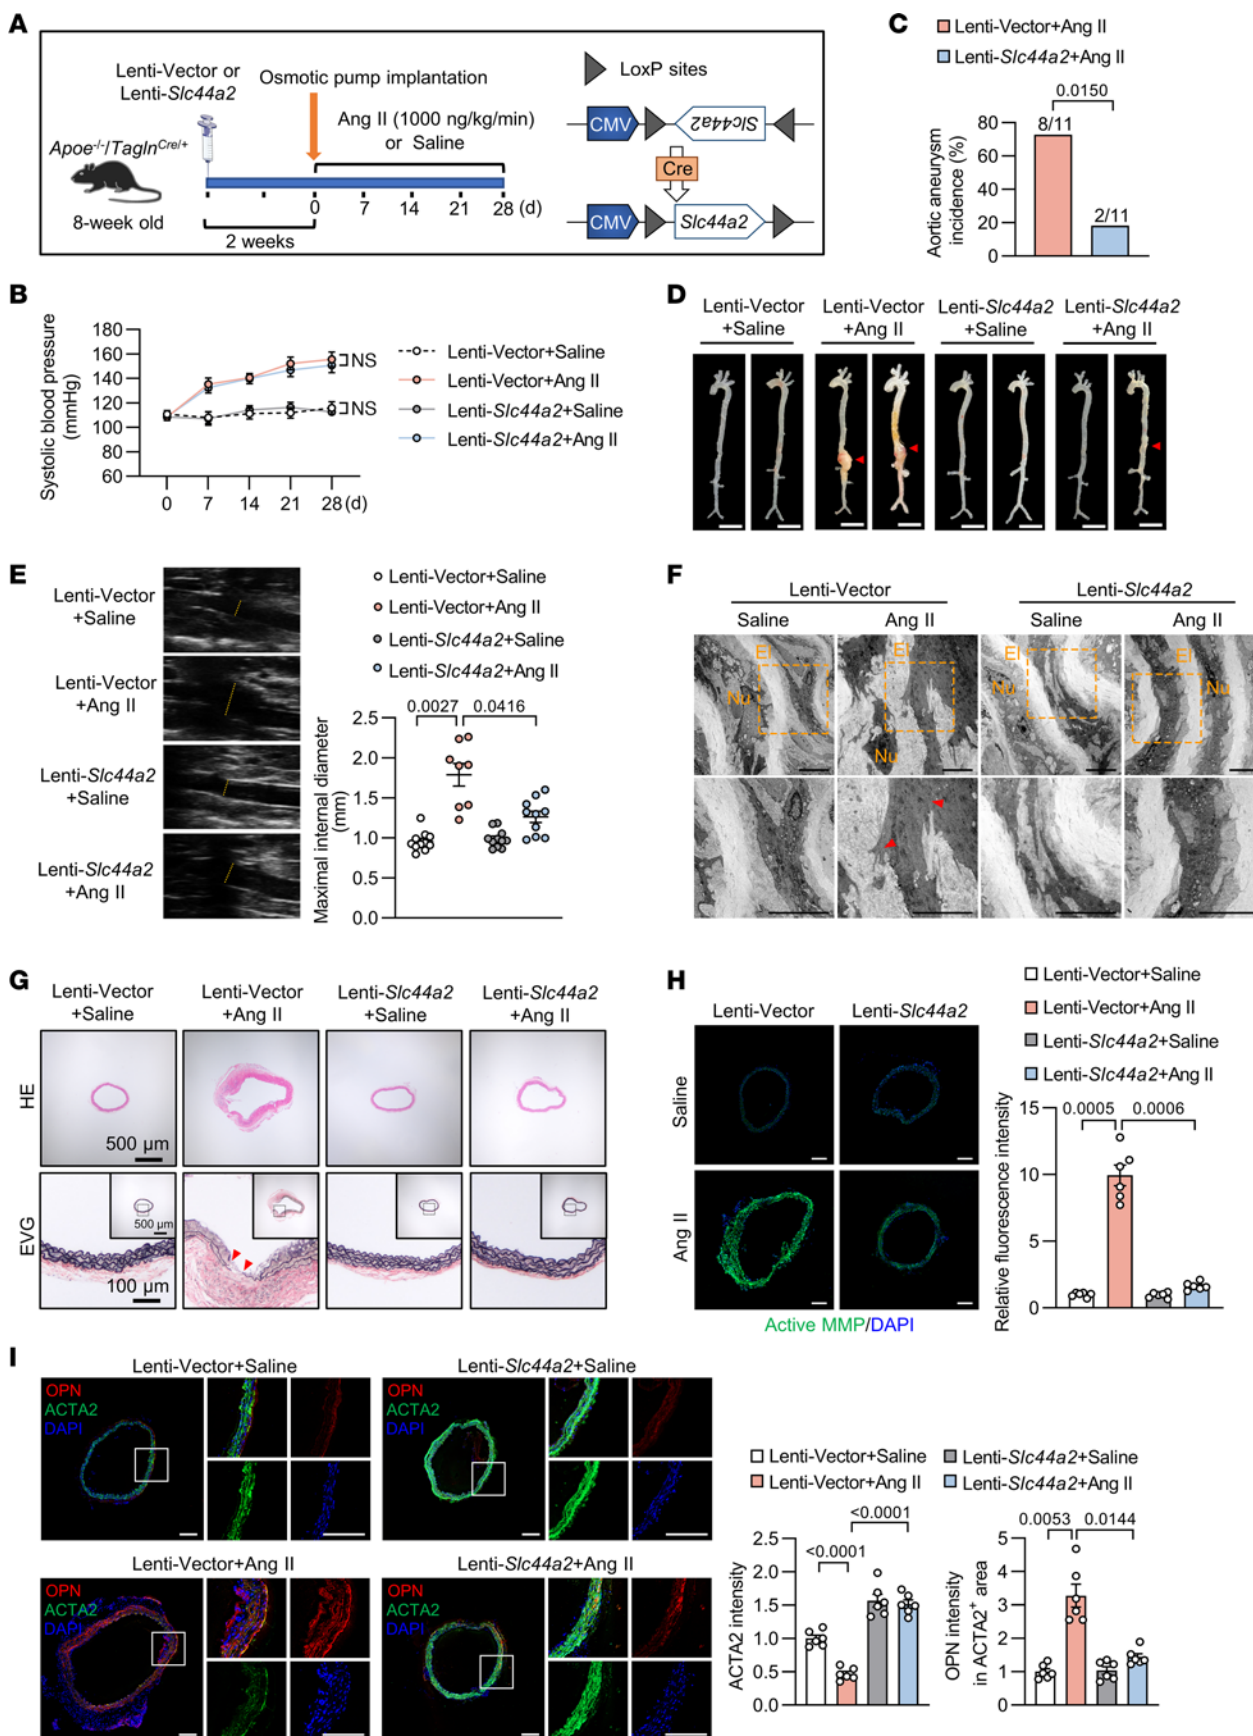 A
Lenti-Vector or
Lenti-Slc44a2
Osmotic pump implantation
Ang II (1000 ng/kg/min)
or Saline
Apoe-/-/TaglnCre/+
8-week old
0 7 14 21 28 (d)
2 weeks
LoxP sites
CMV Slc44a2
Cre
CMV Slc44a2
C
Lenti-Vector+Ang II
Lenti-Slc44a2+Ang II
0.0150
Aortic aneurysm
incidence (%)
80
60
40
20
0
8/11
2/11
B
Systolic blood pressure
(mmHg)
180
160
140
120
100
80
60
0 7 14 21 28 (d)
NS
NS
Lenti-Vector+Saline
Lenti-Vector+Ang II
Lenti-Slc44a2+Saline
Lenti-Slc44a2+Ang II
D
Lenti-Vector
+Saline
Lenti-Vector
+Ang II
Lenti-Slc44a2
+Saline
Lenti-Slc44a2
+Ang II
E
Lenti-Vector
+Saline
Lenti-Vector
+Ang II
Lenti-Slc44a2
+Saline
Lenti-Slc44a2
+Ang II
Lenti-Vector+Saline
Lenti-Vector+Ang II
Lenti-Slc44a2+Saline
Lenti-Slc44a2+Ang II
Maximal internal diameter
(mm)
2.5
2.0
1.5
1.0
0.5
0.0
0.0027
0.0416
F
Lenti-Vector Lenti-Slc44a2
Saline Ang II Saline Ang II
El El El El
Nu Nu Nu Nu
G
Lenti-Vector
+Saline
Lenti-Vector
+Ang II
Lenti-Slc44a2
+Saline
Lenti-Slc44a2
+Ang II
HE
500 µm
EVG
500 µm
100 µm
H
Lenti-Vector Lenti-Slc44a2
Saline
Ang II
Active MMP/DAPI
Lenti-Vector+Saline
Lenti-Vector+Ang II
Lenti-Slc44a2+Saline
Lenti-Slc44a2+Ang II
Relative fluorescence intensity
15
10
5
0
0.0005
0.0006
I
Lenti-Vector+Saline
OPN
ACTA2
DAPI
Lenti-Slc44a2+Saline
OPN
ACTA2
DAPI
Lenti-Vector+Ang II
OPN
ACTA2
DAPI
Lenti-Slc44a2+Ang II
OPN
ACTA2
DAPI
Lenti-Vector+Saline Lenti-Slc44a2+Saline
Lenti-Vector+Ang II Lenti-Slc44a2+Ang II
ACTA2 intensity
2.5
2.0
1.5
1.0
0.5
0.0
<0.0001
<0.0001
OPN intensity
in ACTA2+ area
5
4
3
2
1
0
0.0053
0.0144